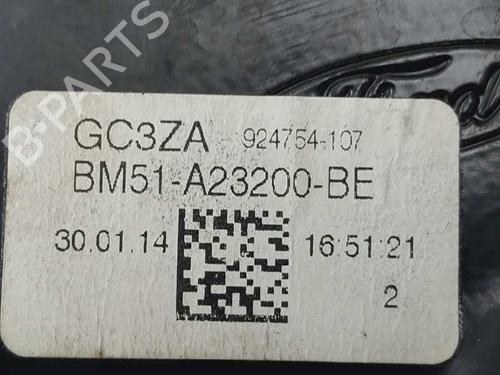 B-PARTS
Ford
GC3ZA - 924754-107
BM51-A23200-BE
30.01.14 16:51:21
2